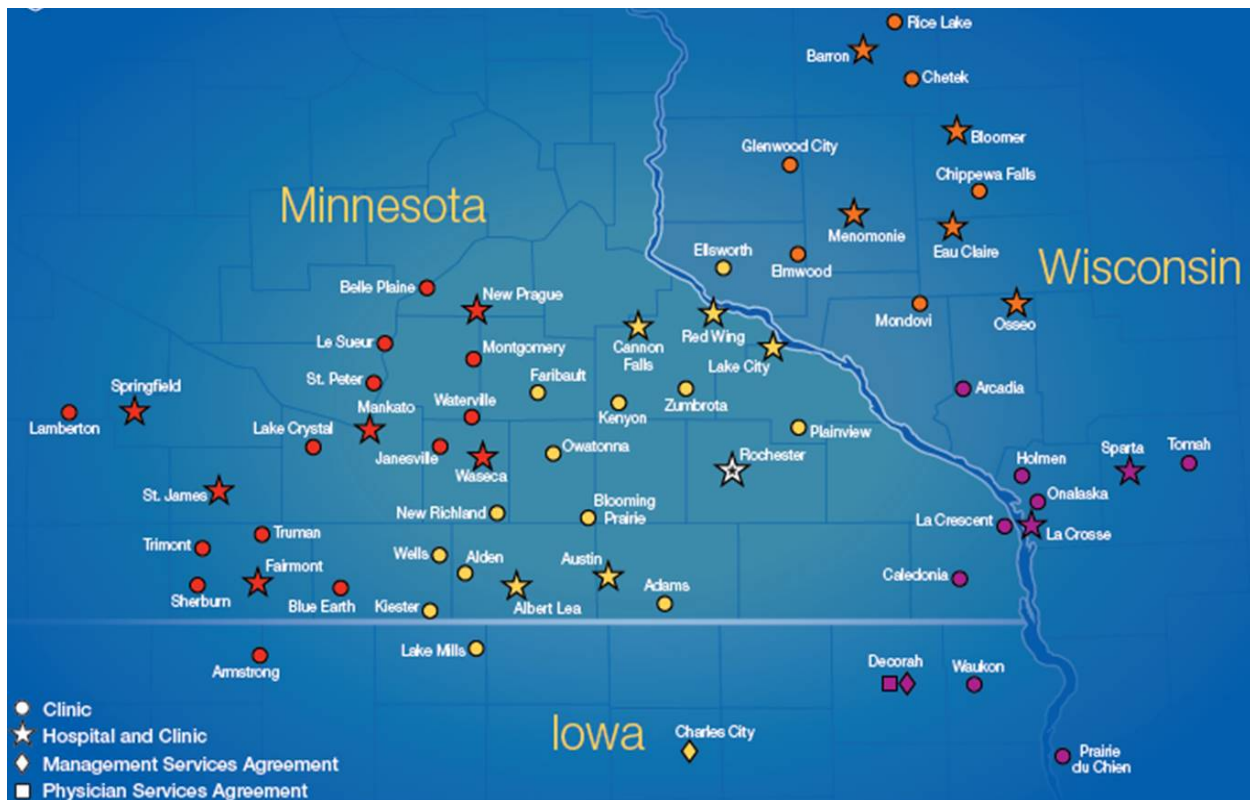 Rice Lake
Barron
Chetek
Bloomer
Glenwood City
Chippewa Falls
Minnesota
Menomonie
Eau Claire
Ellsworth
Elmwood
Wisconsin
Belle Plaine
New Prague
Mondovi
Osseo
Le Sueur
Montgomery
Cannon
Falls
Red Wing
Lake City
Springfield
St. Peter
Faribault
Arcadia
Lamberton
Mankato
Waterville
Kenyon
Zumbrota
Lake Crystal
Janesville
Waseca
Owatonna
Plainview
Rochester
Holmen
Sparta
Tomah
St. James
New Richland
Blooming
Prairie
Onalaska
La Crescent
La Crosse
Truman
Trimont
Fairmont
Wells
Alden
Austin
Caledonia
Sherburn
Blue Earth
Kiester
Albert Lea
Adams
Armstrong
Lake Mills
Decorah
Waukon
Clinic
Hospital and Clinic
Management Services Agreement
Physician Services Agreement
Iowa
Charles City
Prairie
du Chien